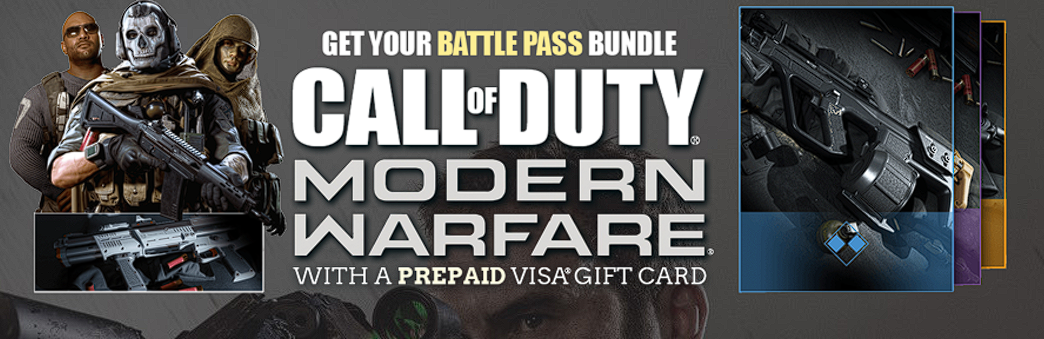 GET YOUR BATTLE PASS BUNDLE
CALL OF DUTY®
MODERN
WARFARE®
WITH A PREPAID VISA® GIFT CARD